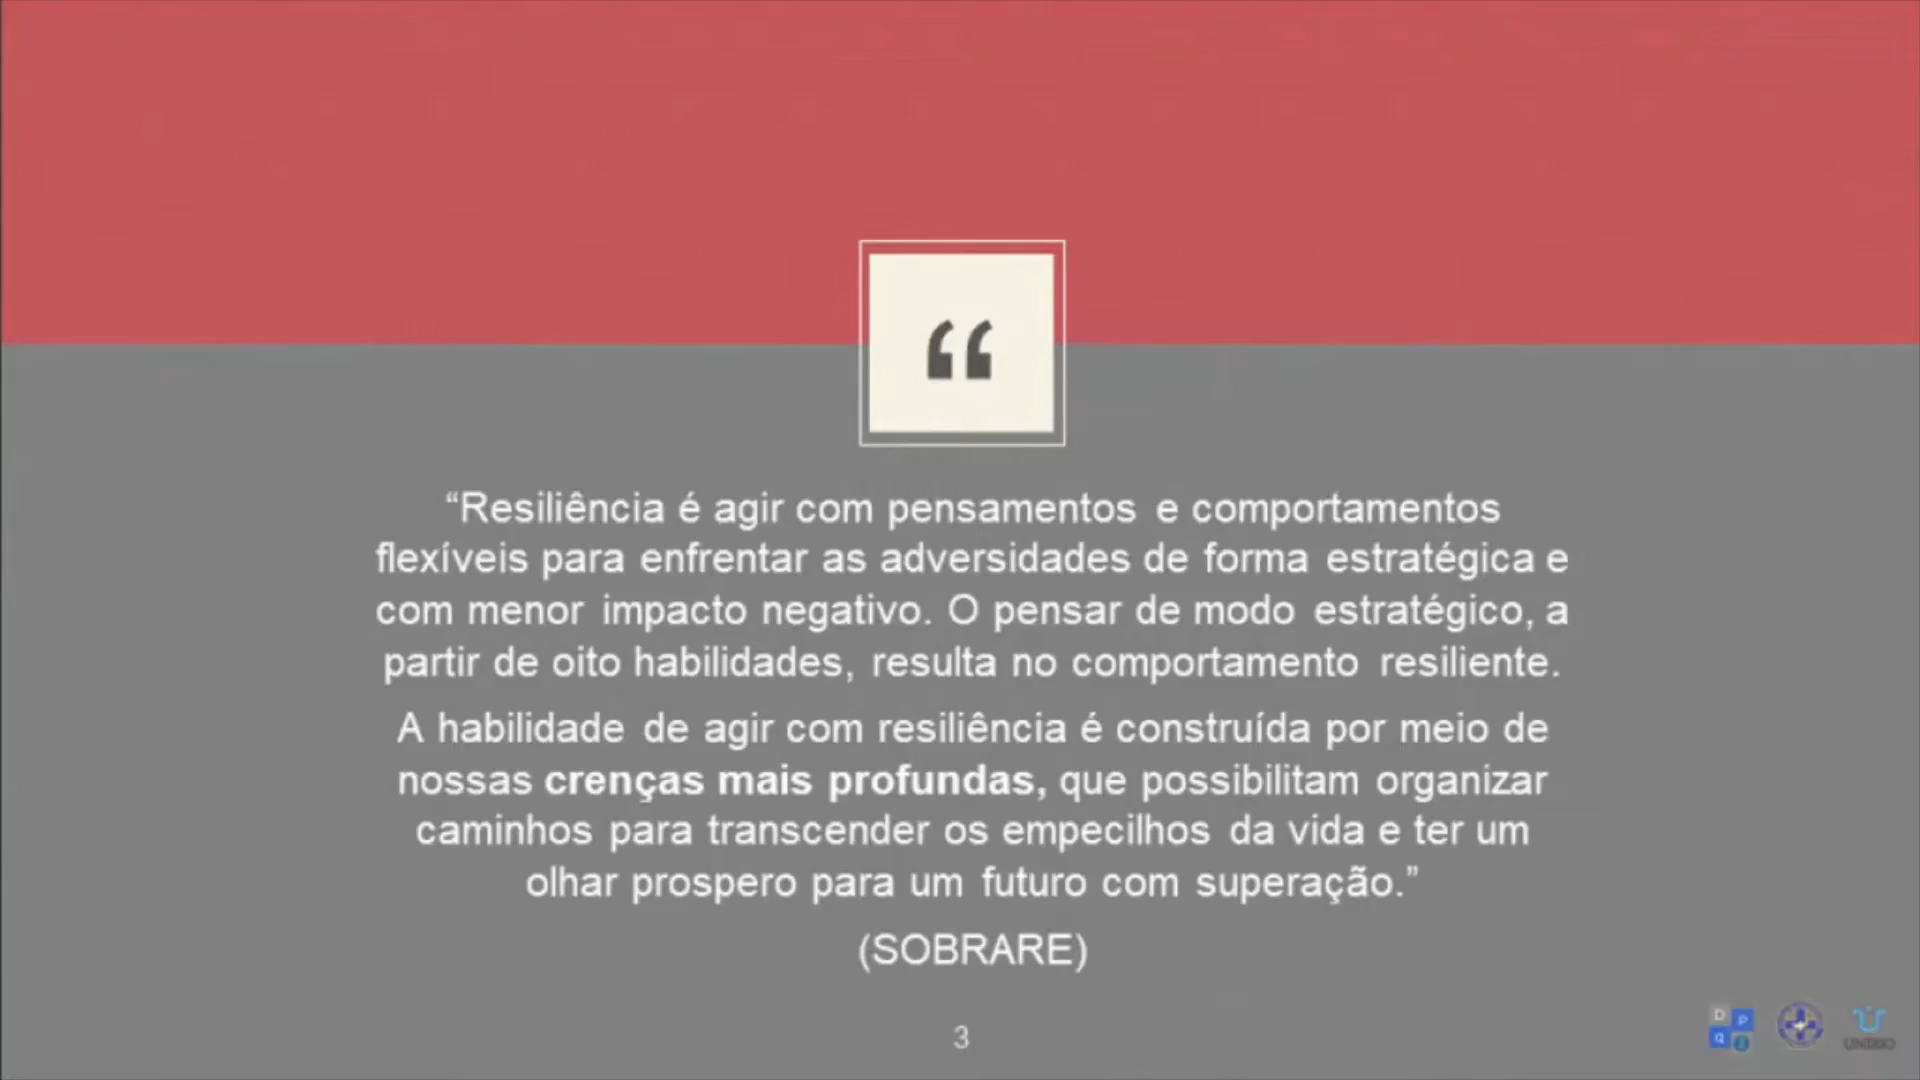 “
“Resiliência é agir com pensamentos e comportamentos
flexíveis para enfrentar as adversidades de forma estratégica e
com menor impacto negativo. O pensar de modo estratégico, a
partir de oito habilidades, resulta no comportamento resiliente.
A habilidade de agir com resiliência é construída por meio de
nossas crenças mais profundas, que possibilitam organizar
caminhos para transcender os empecilhos da vida e ter um
olhar prospero para um futuro com superação.”
(SOBRARE)
3
D P
Q
UNIRIO